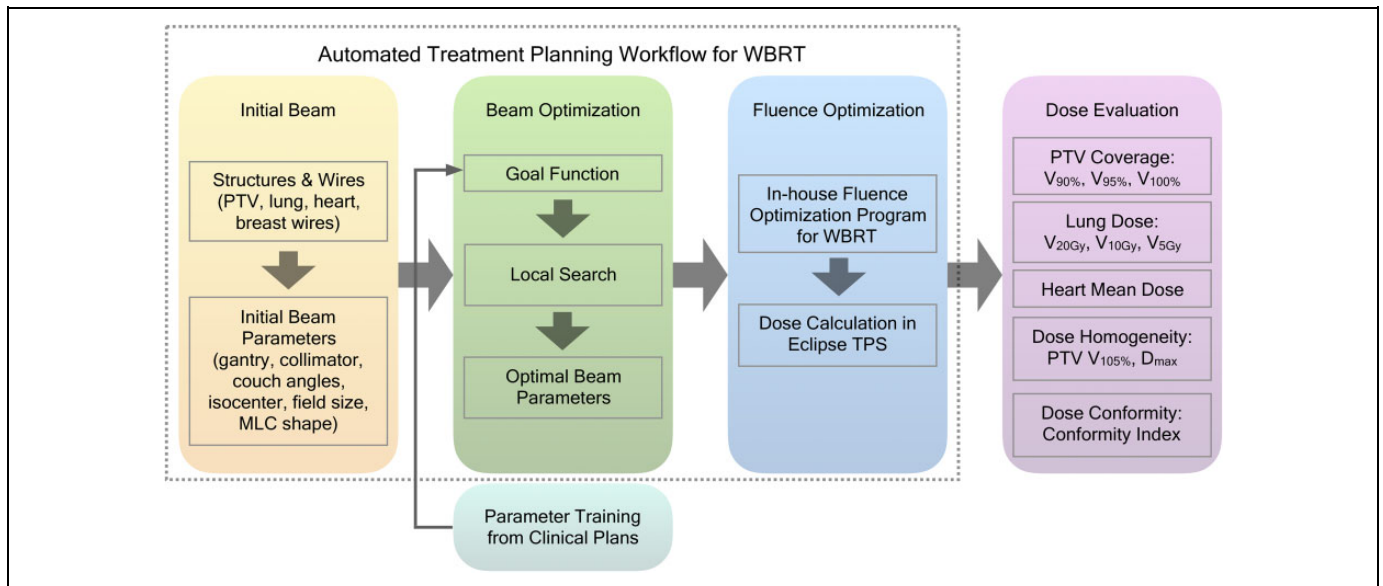 Automated Treatment Planning Workflow for WBRT
Initial Beam
Structures & Wires
(PTV, lung, heart,
breast wires)
Initial Beam
Parameters
(gantry, collimator,
couch angles,
isocenter, field size,
MLC shape)
Beam Optimization
Goal Function
Local Search
Optimal Beam
Parameters
Fluence Optimization
In-house Fluence
Optimization Program
for WBRT
Dose Calculation in
Eclipse TPS
Dose Evaluation
PTV Coverage:
V90%, V95%, V100%
Lung Dose:
V20Gy, V10Gy, V5Gy
Heart Mean Dose
Dose Homogeneity:
PTV V105%, Dmax
Dose Conformity:
Conformity Index
Parameter Training
from Clinical Plans